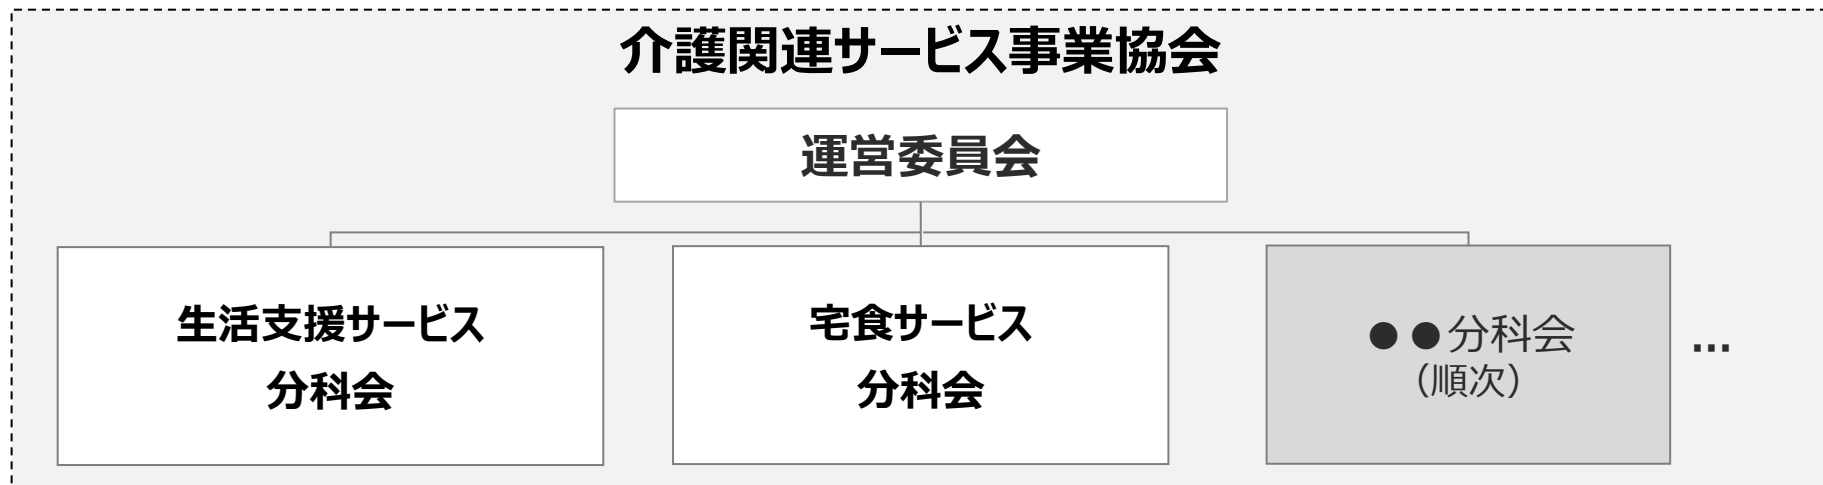 介護関連サービス事業協会
運営委員会
生活支援サービス
分科会
宅食サービス
分科会
●●分科会
（順次）
…